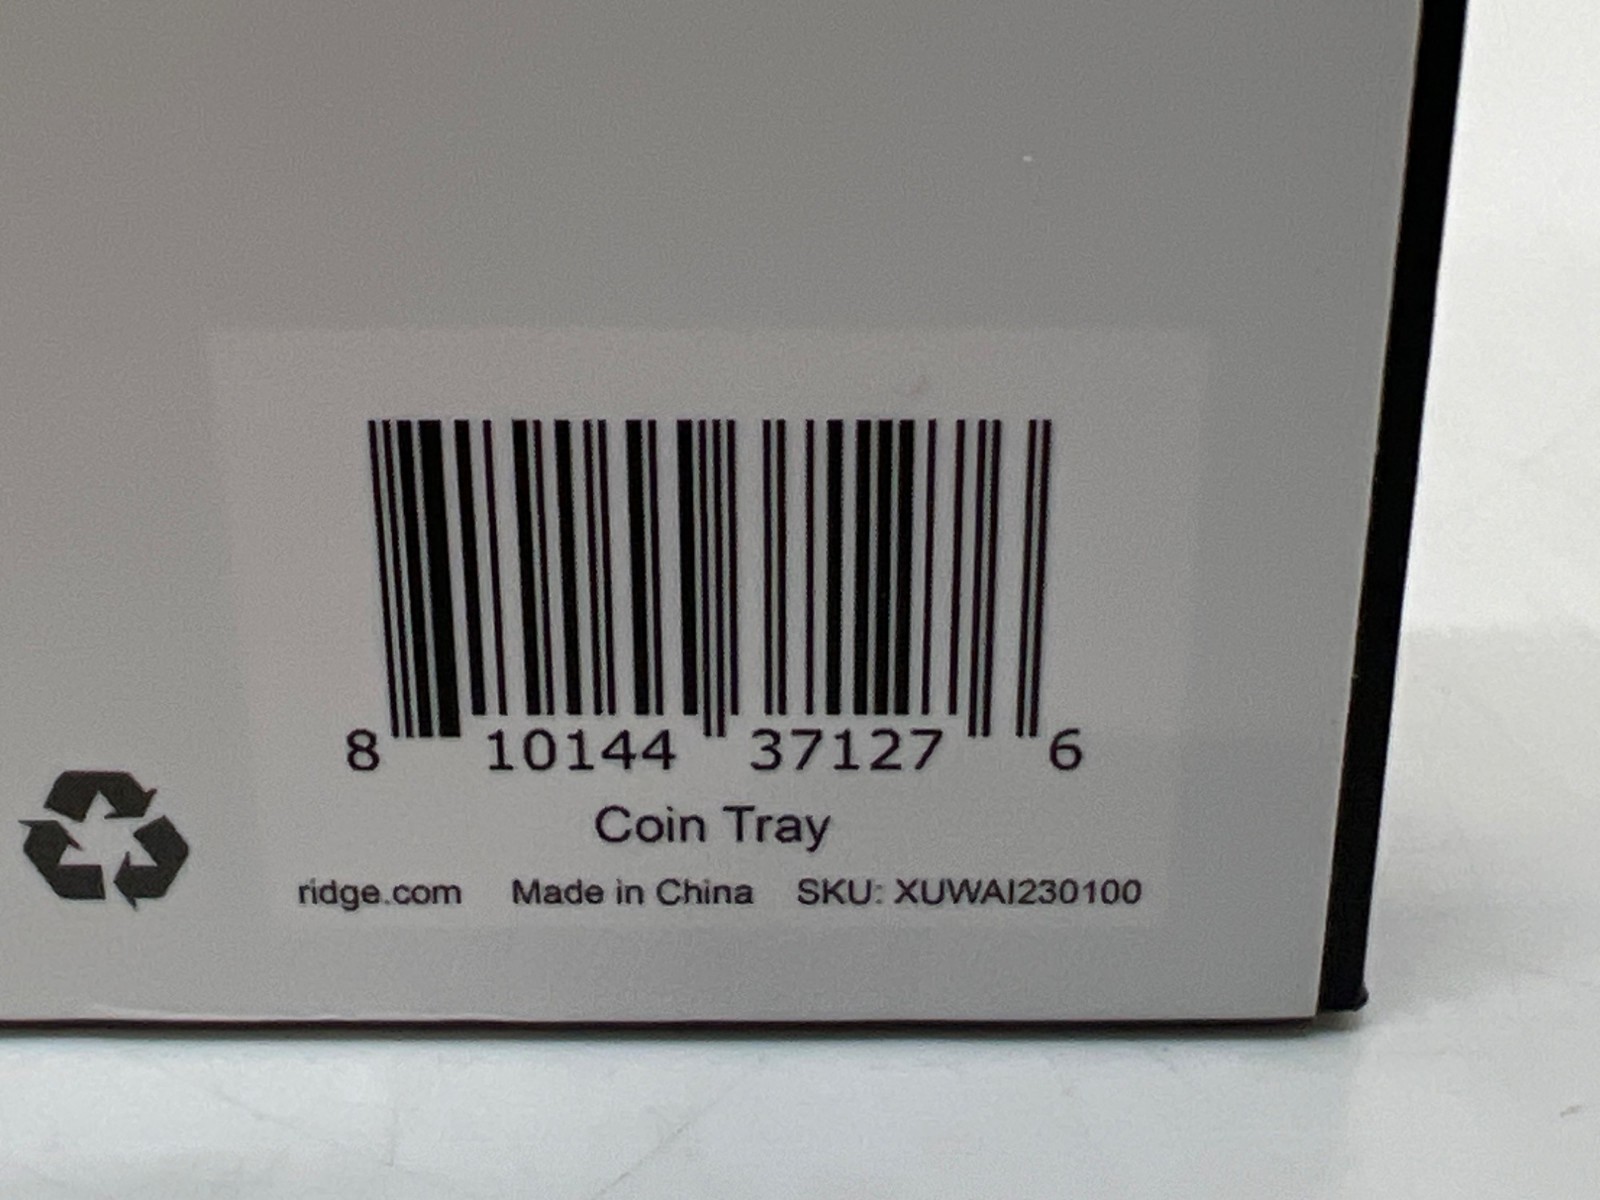 8 10144 37127 6
Coin Tray
ridge.com Made in China SKU: XUWAI230100